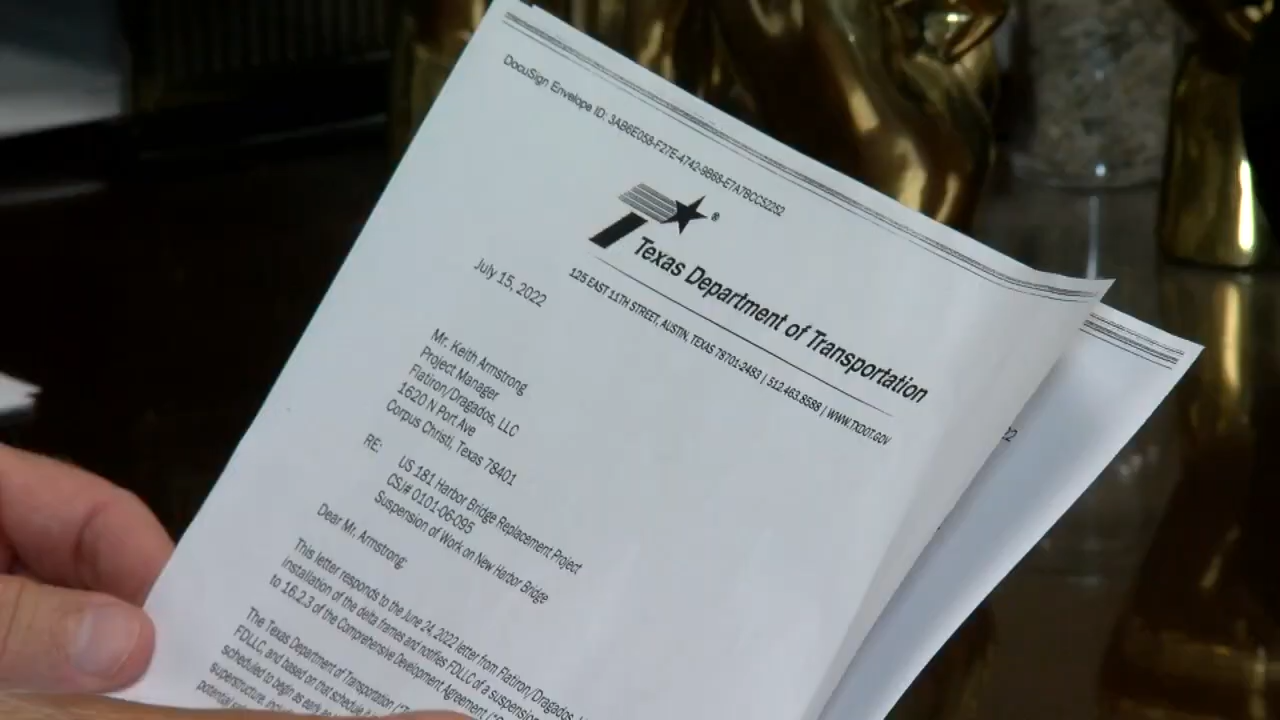 DocuSign Envelope ID: 3AB6E058-F27E-4742-9B68-E7A7BCC52252
®
Texas Department of Transportation
125 EAST 11TH STREET, AUSTIN, TEXAS 78701-2483 | 512.463.8588 | WWW.TXDOT.GOV
July 15, 2022
Mr. Keith Armstrong
Project Manager
Flatiron/Dragados, LLC
1620 N Port Ave
Corpus Christi, Texas 78401
RE: US 181 Harbor Bridge Replacement Project
CSJ# 0101-06-095
Suspension of Work on New Harbor Bridge
Dear Mr. Armstrong:
This letter responds to the June 24, 2022 letter from Flatiron/Dragados,
installation of the delta frames and notifies FDLLC of a suspension
to 16.2.3 of the Comprehensive Development Agreement
The Texas Department of Transportation
FDLLC, and based on that schedule
scheduled to begin as early
superstructure,
potential